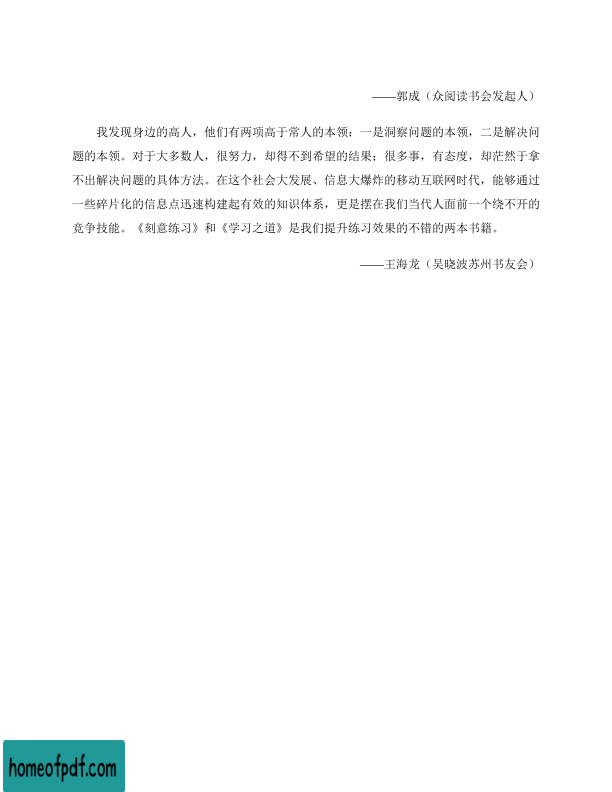 ——郭成（众阅读书会发起人）
我发现身边的高人，他们有两项高于常人的本领：一是洞察问题的本领，二是解决问
题的本领。对于大多数人，很努力，却得不到希望的结果；很多事，有态度，却茫然于拿
不出解决问题的具体方法。在这个社会大发展、信息大爆炸的移动互联网时代，能够通过
一些碎片化的信息点迅速构建起有效的知识体系，更是摆在我们当代人面前一个绕不开的
竞争技能。《刻意练习》和《学习之道》是我们提升练习效果的不错的两本书籍。
——王海龙（吴晓波苏州书友会）
homeofpdf.com